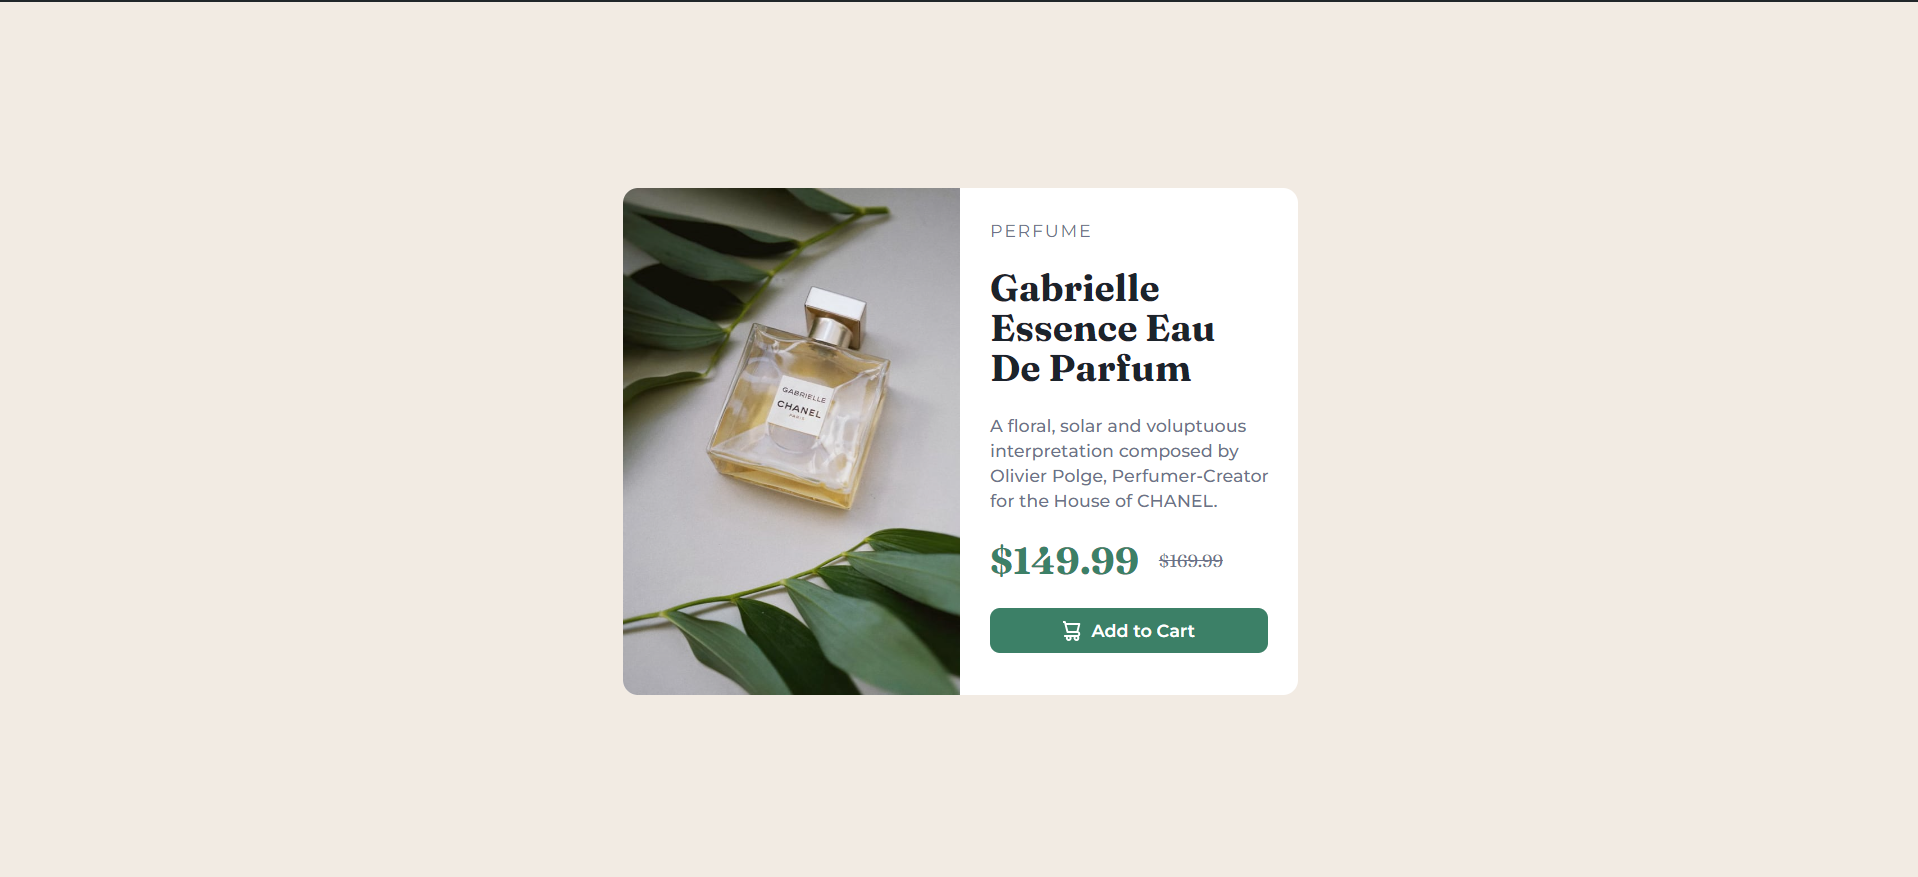 GABRIELLE
CHANEL
PARIS
PERFUME
Gabrielle
Essence Eau
De Parfum
A floral, solar and voluptuous
interpretation composed by
Olivier Polge, Perfumer-Creator
for the House of CHANEL.
$149.99 $169.99
Add to Cart